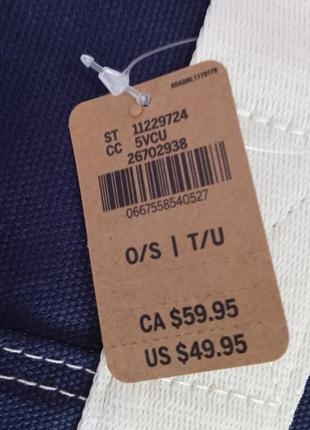 ST 11229724
CC 5VCU
26702938
0667558540527
O/S | T/U
CA $59.95
US $49.95